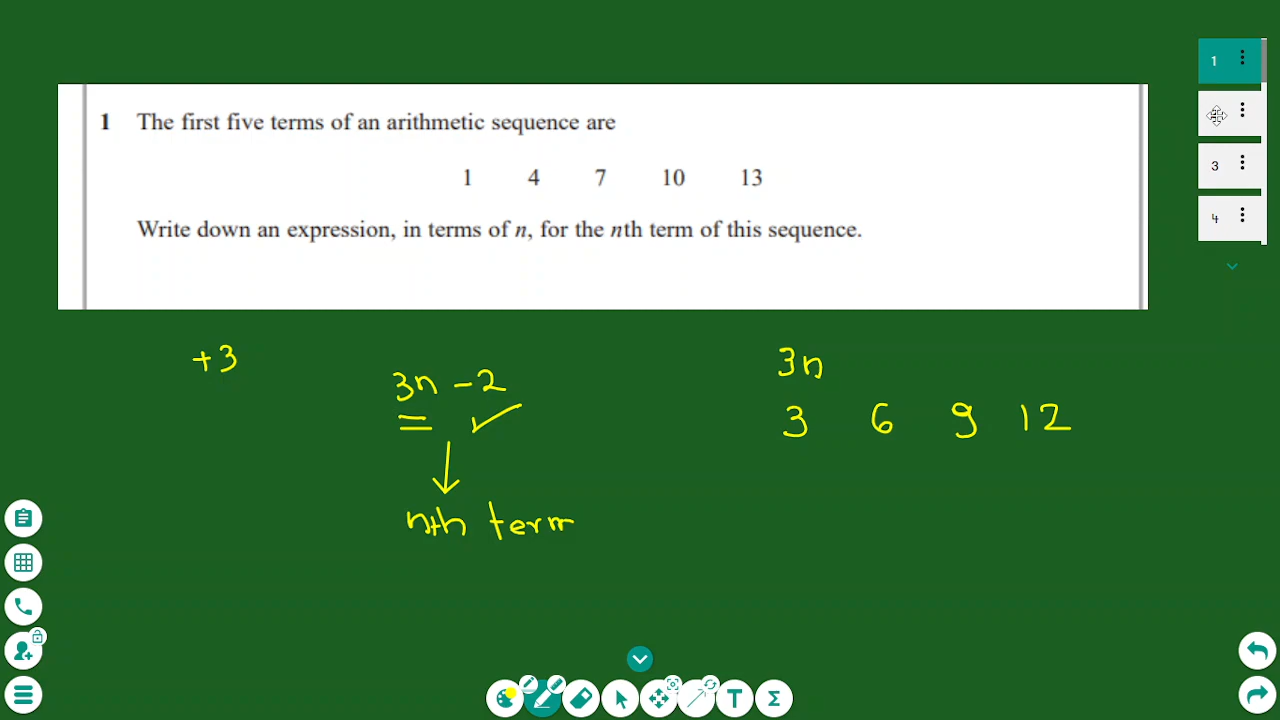 1 The first five terms of an arithmetic sequence are
1 4 7 10 13
Write down an expression, in terms of n, for the nth term of this sequence.
+3
3n - 2
nth term
3n
3 6 9 12
1
3
4
T
Σ